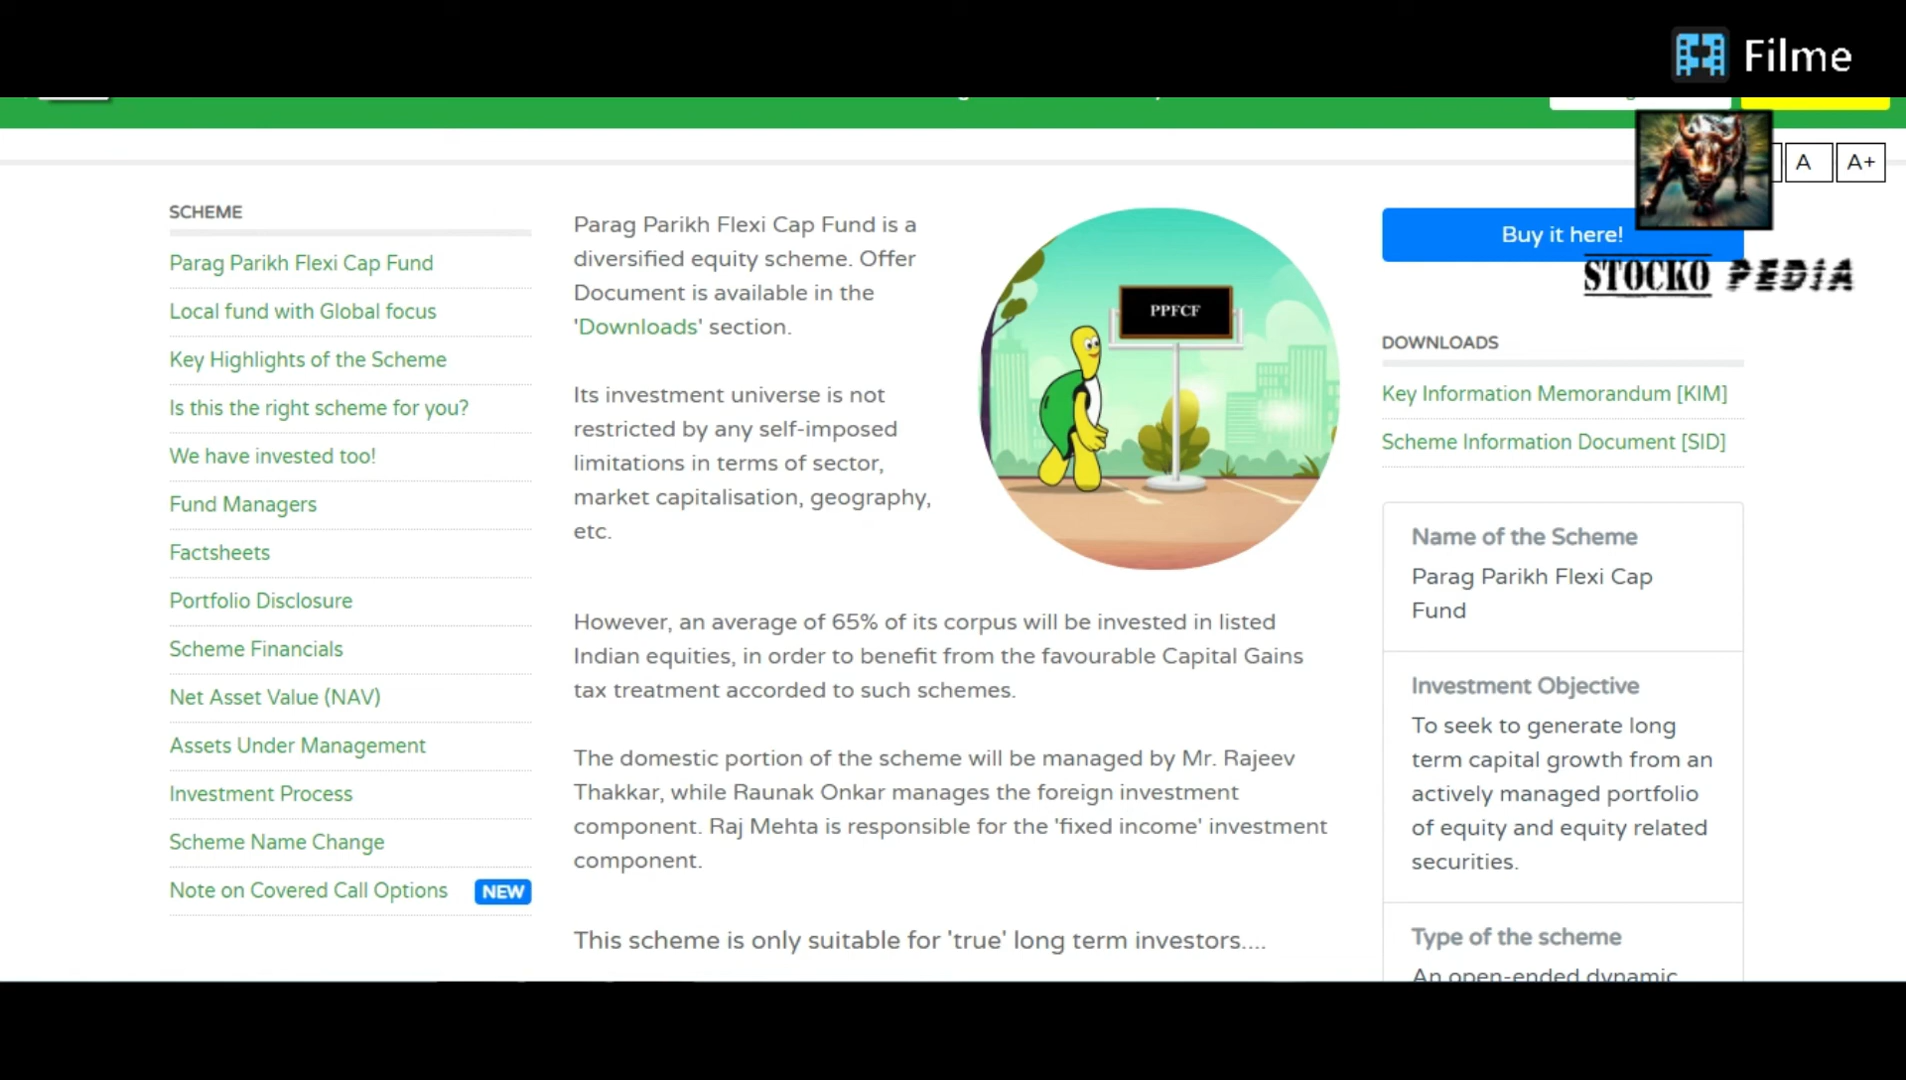 Filme
A
A+
SCHEME
Parag Parikh Flexi Cap Fund
Local fund with Global focus
Key Highlights of the Scheme
Is this the right scheme for you?
We have invested too!
Fund Managers
Factsheets
Portfolio Disclosure
Scheme Financials
Net Asset Value (NAV)
Assets Under Management
Investment Process
Scheme Name Change
Note on Covered Call Options NEW
Parag Parikh Flexi Cap Fund is a
diversified equity scheme. Offer
Document is available in the
'Downloads' section.
Its investment universe is not
restricted by any self-imposed
limitations in terms of sector,
market capitalisation, geography,
etc.
PPFCF
However, an average of 65% of its corpus will be invested in listed
Indian equities, in order to benefit from the favourable Capital Gains
tax treatment accorded to such schemes.
The domestic portion of the scheme will be managed by Mr. Rajeev
Thakkar, while Raunak Onkar manages the foreign investment
component. Raj Mehta is responsible for the 'fixed income' investment
component.
This scheme is only suitable for 'true' long term investors....
Buy it here!
STOCKO PEDIA
DOWNLOADS
Key Information Memorandum [KIM]
Scheme Information Document [SID]
Name of the Scheme
Parag Parikh Flexi Cap
Fund
Investment Objective
To seek to generate long
term capital growth from an
actively managed portfolio
of equity and equity related
securities.
Type of the scheme
An open-ended dynamic